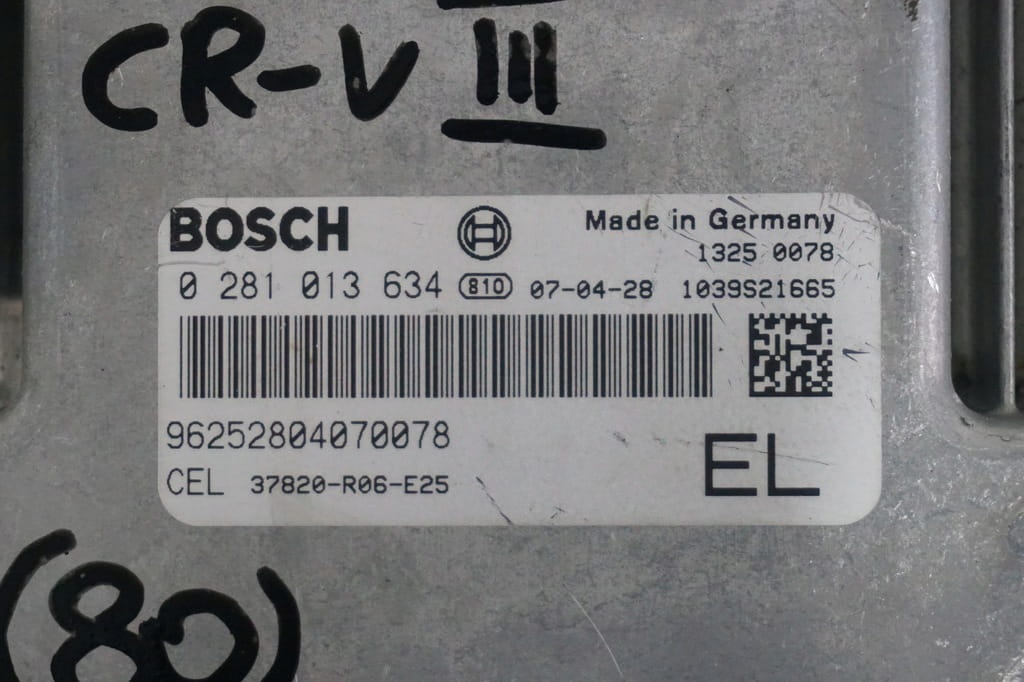 CR-V III
BOSCH Made in Germany
1325 0078
0 281 013 634 810 07-04-28 1039S21665
96252804070078
CEL 37820-R06-E25 EL
(80)